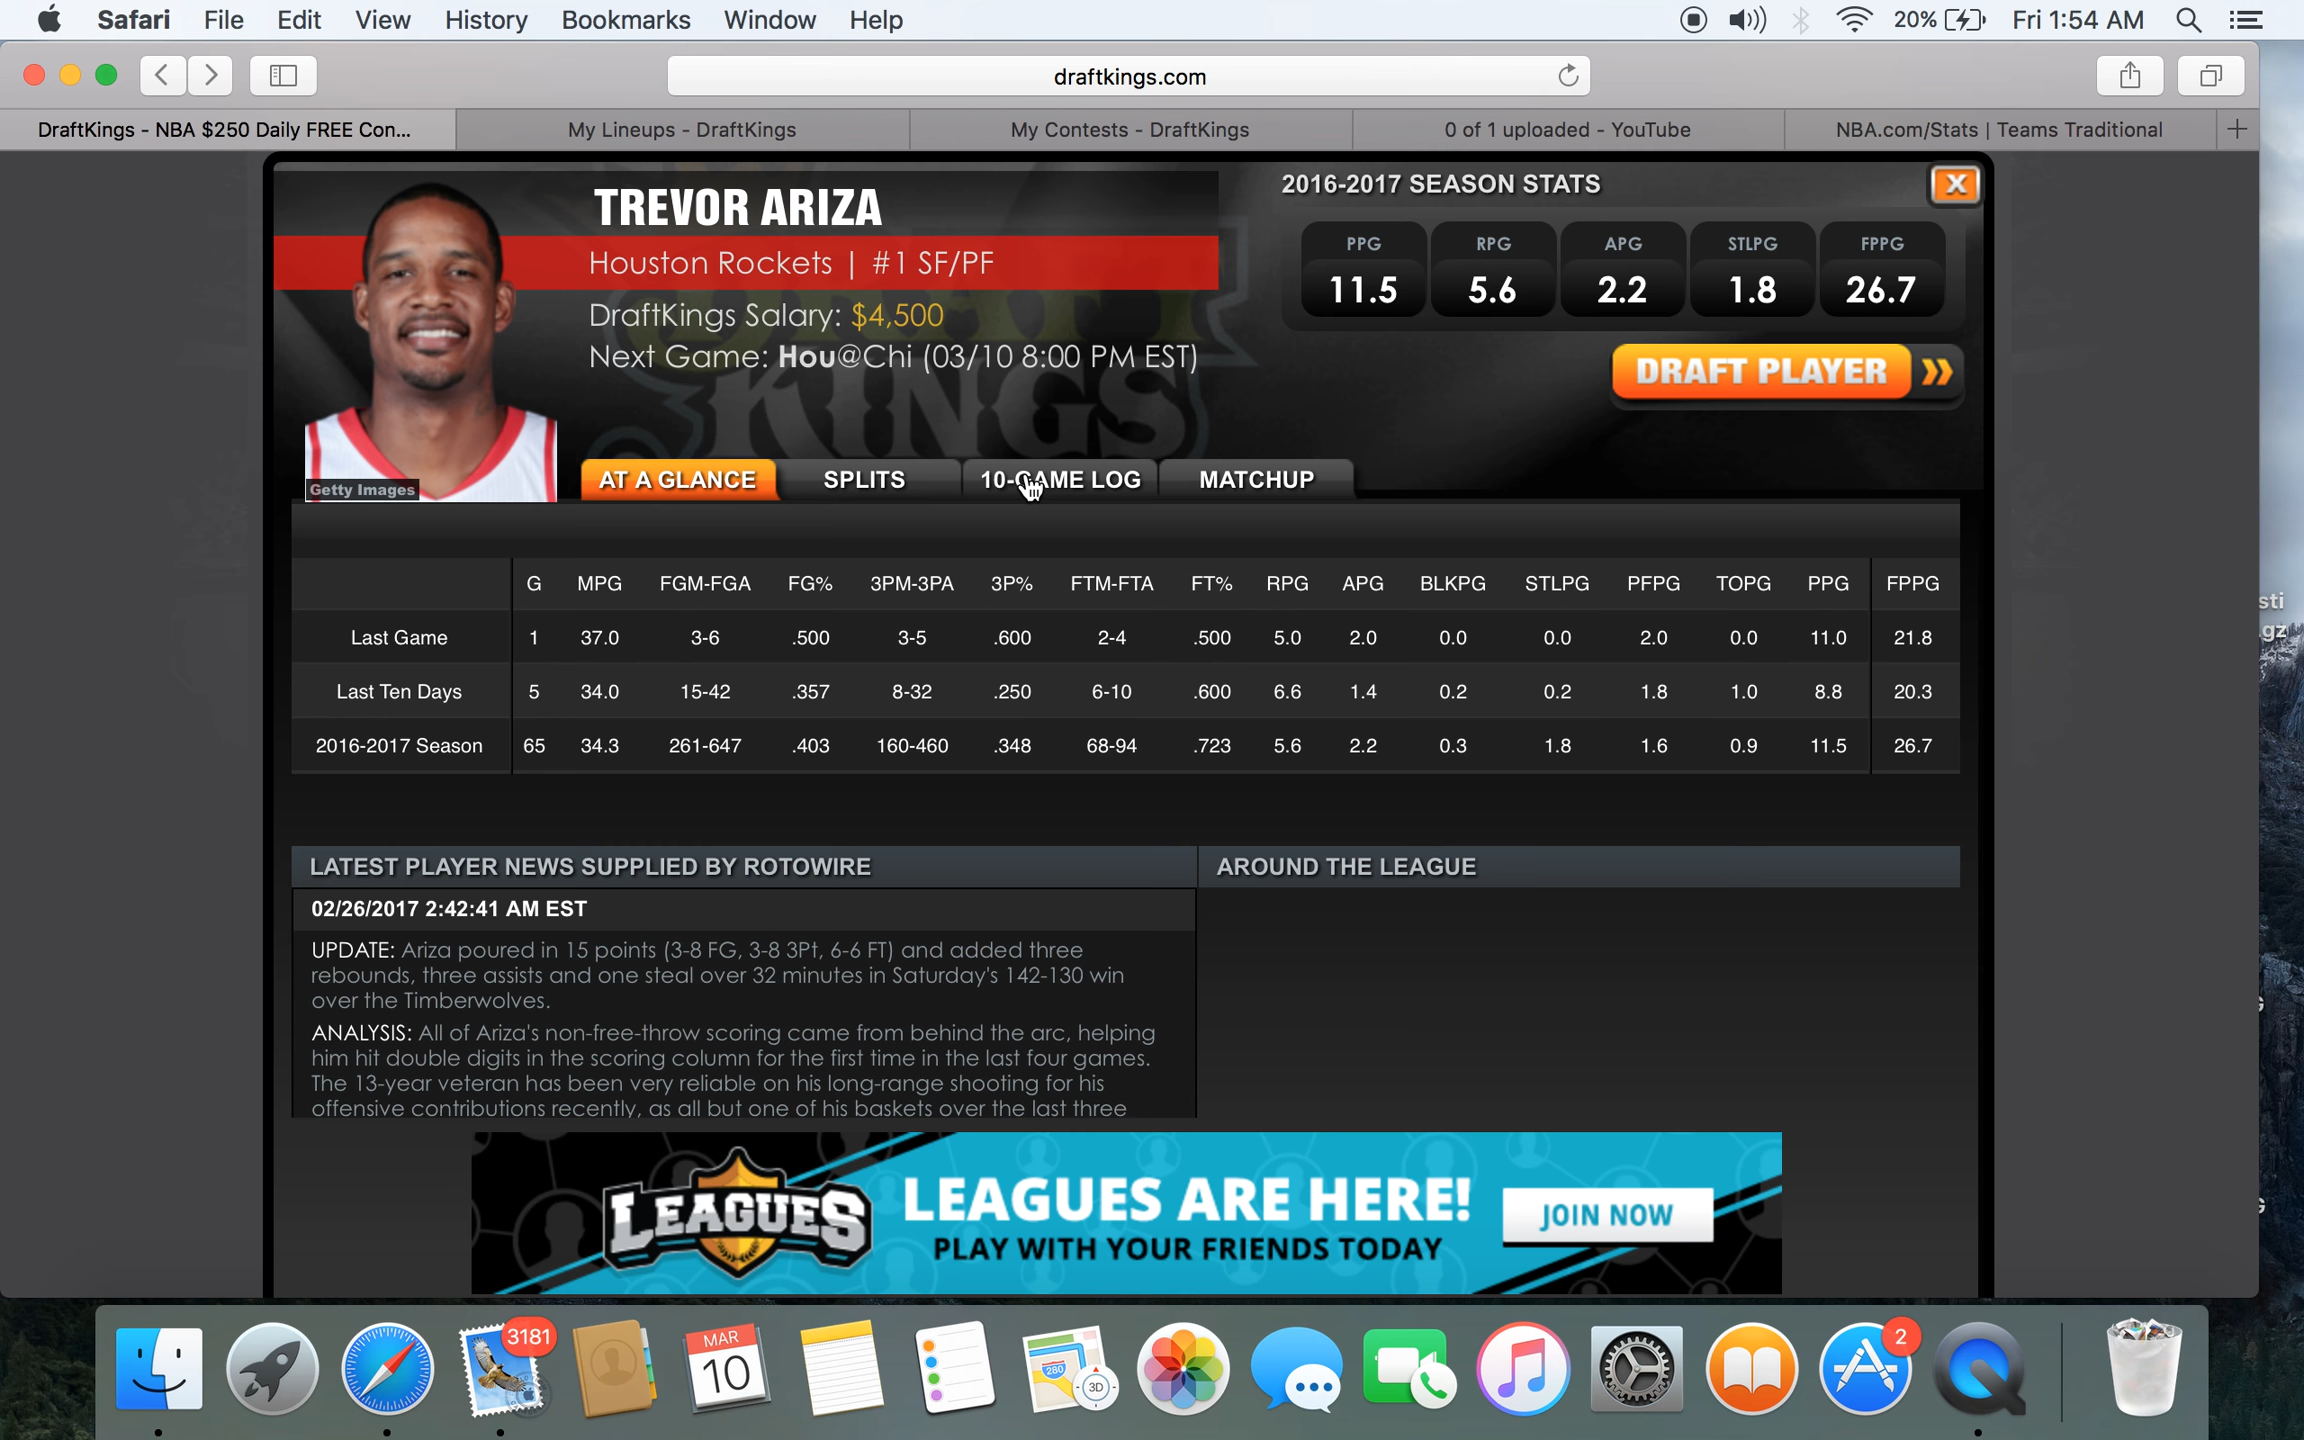 Safari File Edit View History Bookmarks Window Help 20% Fri 1:54 AM
draftkings.com
DraftKings - NBA $250 Daily FREE Con... My Lineups - DraftKings My Contests - DraftKings 0 of 1 uploaded - YouTube NBA.com/Stats | Teams Traditional
TREVOR ARIZA
Houston Rockets | #1 SF/PF
DraftKings Salary: $4,500
Next Game: Hou@Chi (03/10 8:00 PM EST)
2016-2017 SEASON STATS
X
PPG RPG APG STLPG FPPG
11.5 5.6 2.2 1.8 26.7
DRAFT PLAYER
KINGS
Getty Images
AT A GLANCE SPLITS 10-GAME LOG MATCHUP
G MPG FGM-FGA FG% 3PM-3PA 3P% FTM-FTA FT% RPG APG BLKPG STLPG PFPG TOPG PPG FPPG
Last Game 1 37.0 3-6 .500 3-5 .600 2-4 .500 5.0 2.0 0.0 0.0 2.0 0.0 11.0 21.8
Last Ten Days 5 34.0 15-42 .357 8-32 .250 6-10 .600 6.6 1.4 0.2 0.2 1.8 1.0 8.8 20.3
2016-2017 Season 65 34.3 261-647 .403 160-460 .348 68-94 .723 5.6 2.2 0.3 1.8 1.6 0.9 11.5 26.7
LATEST PLAYER NEWS SUPPLIED BY ROTOWIRE
02/26/2017 2:42:41 AM EST
UPDATE: Ariza poured in 15 points (3-8 FG, 3-8 3Pt, 6-6 FT) and added three
rebounds, three assists and one steal over 32 minutes in Saturday's 142-130 win
over the Timberwolves.
ANALYSIS: All of Ariza's non-free-throw scoring came from behind the arc, helping
him hit double digits in the scoring column for the first time in the last four games.
The 13-year veteran has been very reliable on his long-range shooting for his
offensive contributions recently, as all but one of his baskets over the last three
AROUND THE LEAGUE
LEAGUES
LEAGUES ARE HERE!
PLAY WITH YOUR FRIENDS TODAY
JOIN NOW
sti
.gz
3181
MAR
10
280
3D
2